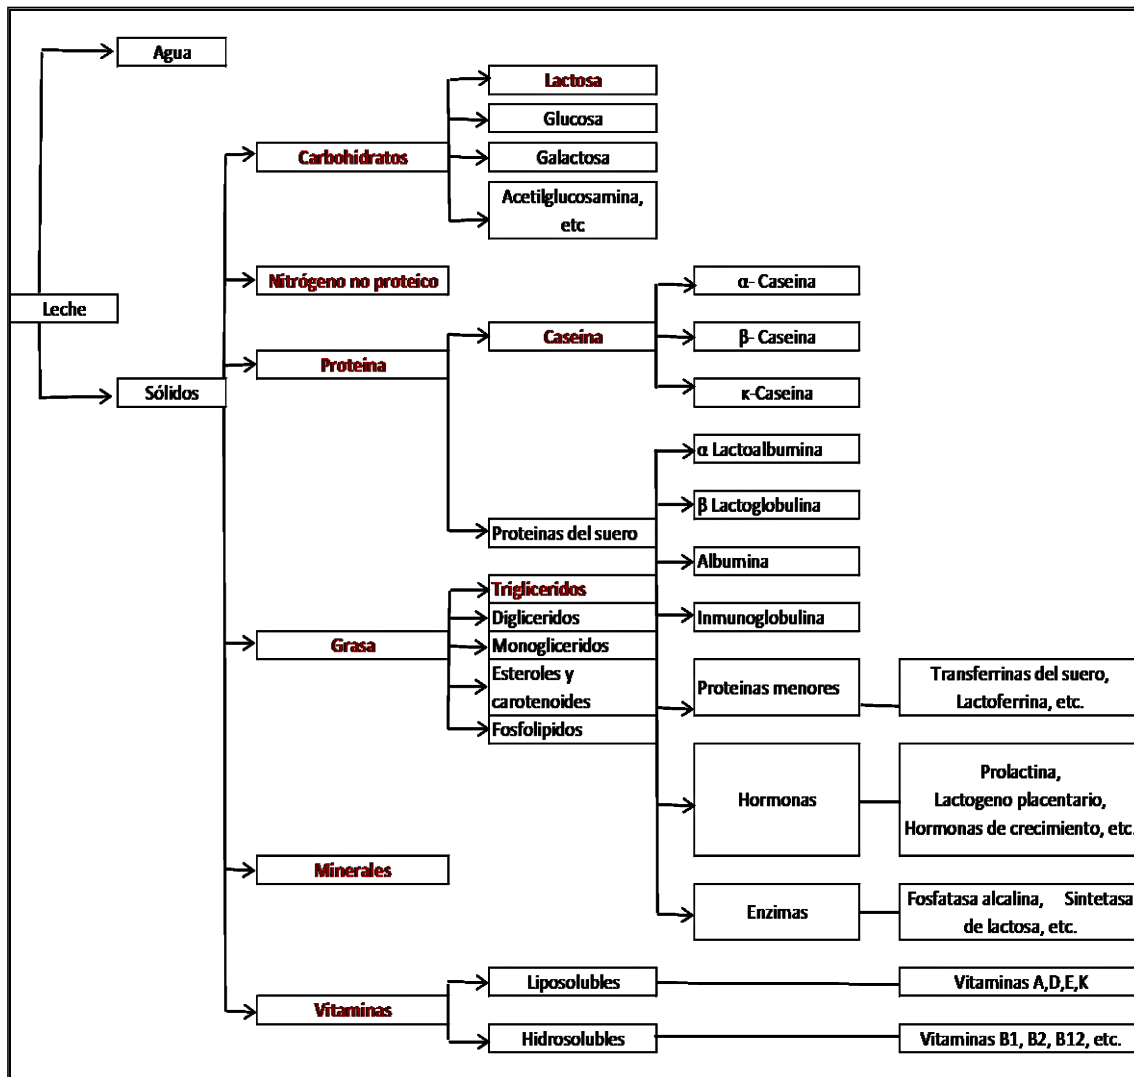 Agua
Lactosa
Glucosa
Carbohidratos
Galactosa
Acetilglucosamina,
etc
Nitrógeno no proteico
α- Caseina
Leche
Caseína
β- Caseina
Proteína
Sólidos
κ-Caseina
α Lactoalbumina
β Lactoglobulina
Proteinas del suero
Albumina
Trigliceridos
Digliceridos
Inmunoglobulina
Grasa
Monogliceridos
Esteroles y
carotenoides
Proteinas menores
Transferrinas del suero,
Lactoferrina, etc.
Fosfolipidos
Hormonas
Prolactina,
Lactogeno placentario,
Hormonas de crecimiento, etc.
Minerales
Enzimas
Fosfatasa alcalina, Sintetasa
de lactosa, etc.
Liposolubles
Vitaminas A,D,E,K
Vitaminas
Hidrosolubles
Vitaminas B1, B2, B12, etc.